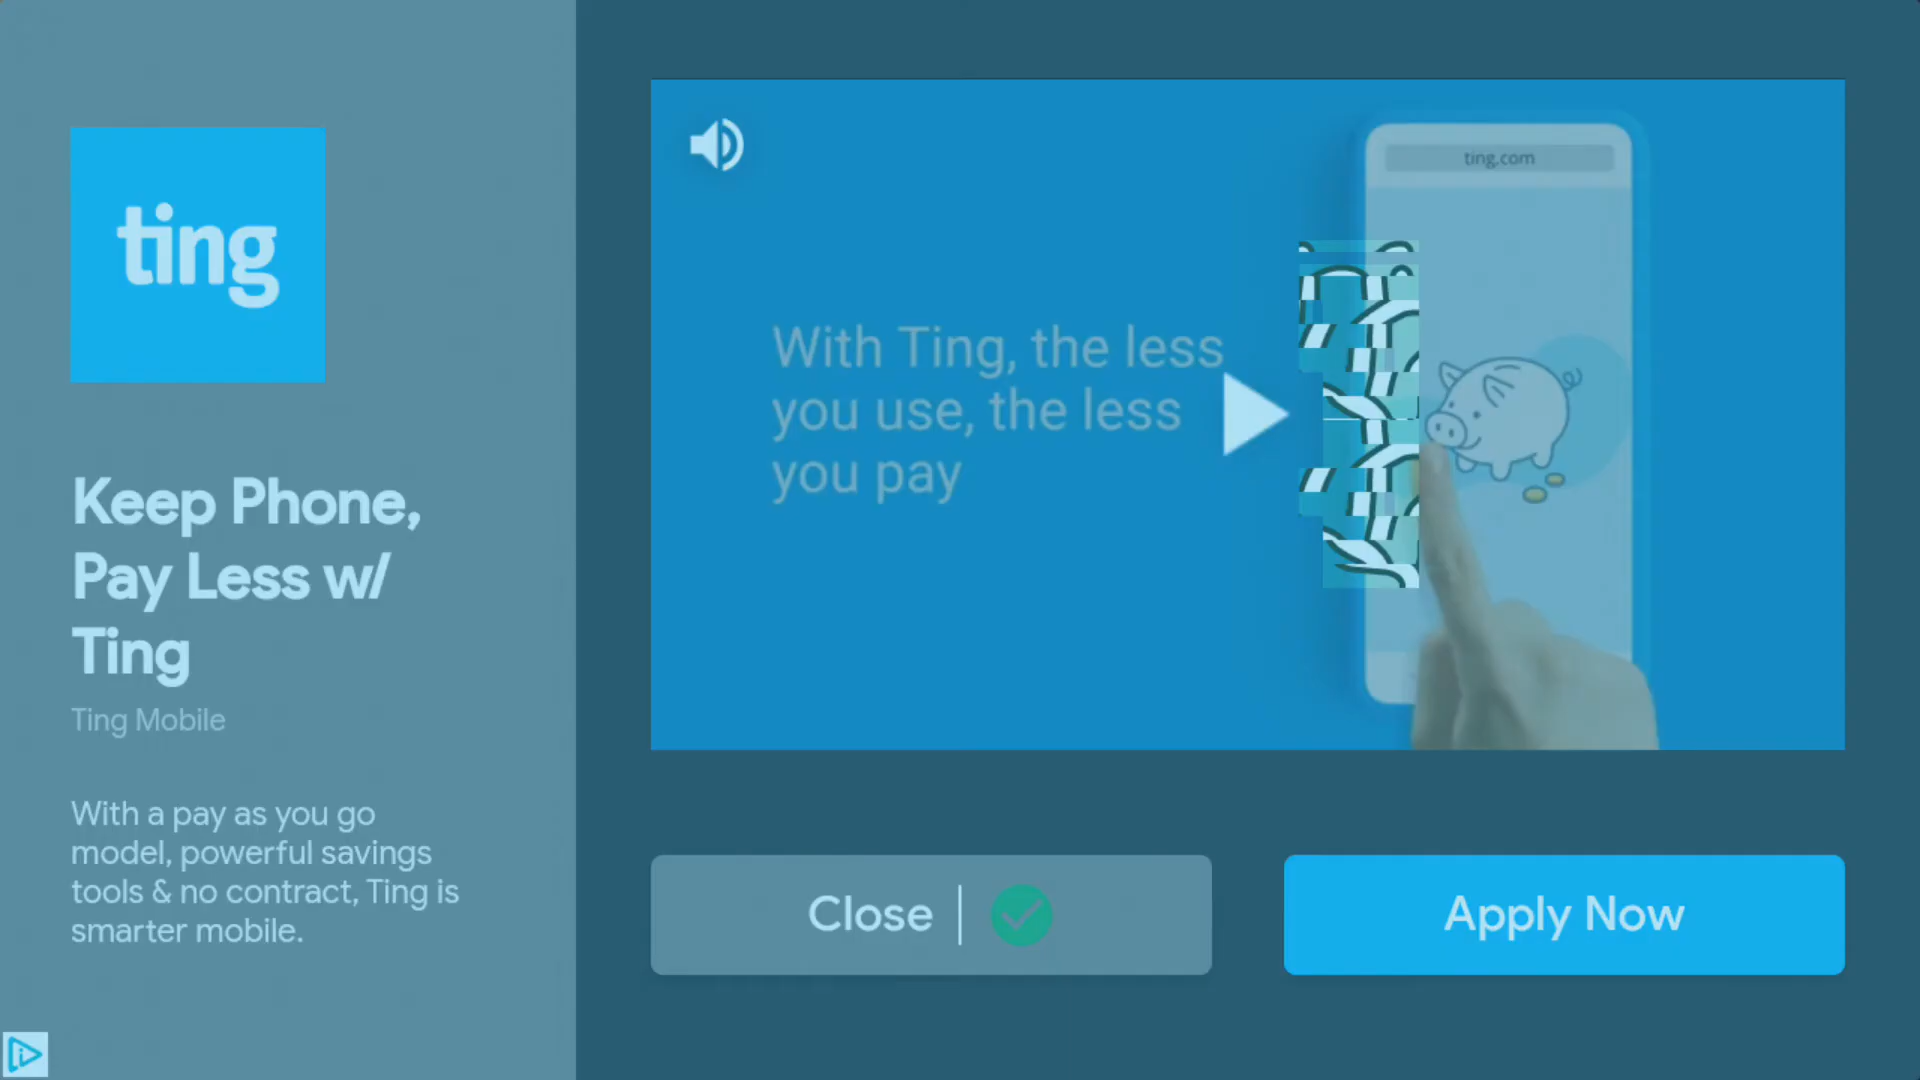 ting
Keep Phone,
Pay Less w/
Ting
Ting Mobile
With a pay as you go
model, powerful savings
tools & no contract, Ting is
smarter mobile.
ting.com
With Ting, the less
you use, the less
you pay
Close
Apply Now